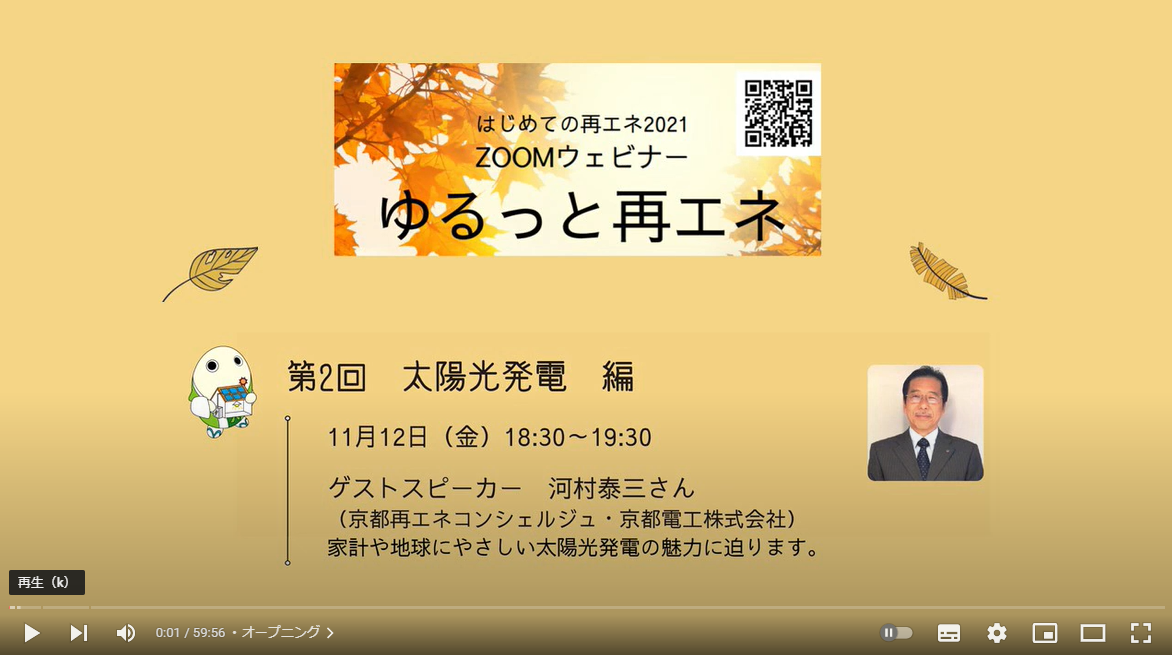 はじめての再エネ2021
ZOOMウェビナー
ゆるっと再エネ
第2回　太陽光発電　編
11月12日（金）18:30～19:30
ゲストスピーカー　河村泰三さん
（京都再エネコンシェルジュ・京都電工株式会社）
家計や地球にやさしい太陽光発電の魅力に迫ります。
再生（k）
0:01 / 59:56・オープニング